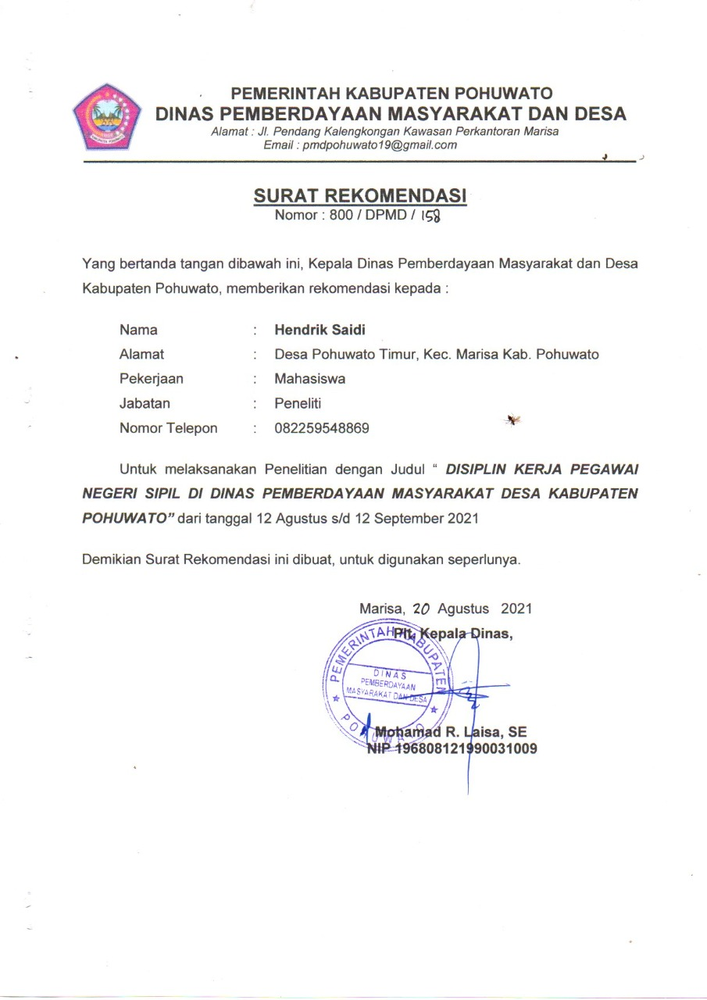 PEMERINTAH KABUPATEN POHUWATO
DINAS PEMBERDAYAAN MASYARAKAT DAN DESA
Alamat : Jl. Pendang Kalengkongan Kawasan Perkantoran Marisa
Email : pmdpohuwato19@gmail.com
SURAT REKOMENDASI
Nomor : 800 / DPMD / 158
Yang bertanda tangan dibawah ini, Kepala Dinas Pemberdayaan Masyarakat dan Desa
Kabupaten Pohuwato, memberikan rekomendasi kepada :
Nama : Hendrik Saidi
Alamat : Desa Pohuwato Timur, Kec. Marisa Kab. Pohuwato
Pekerjaan : Mahasiswa
Jabatan : Peneliti
Nomor Telepon : 082259548869
Untuk melaksanakan Penelitian dengan Judul “ DISIPLIN KERJA PEGAWAI
NEGERI SIPIL DI DINAS PEMBERDAYAAN MASYARAKAT DESA KABUPATEN
POHUWATO” dari tanggal 12 Agustus s/d 12 September 2021
Demikian Surat Rekomendasi ini dibuat, untuk digunakan seperlunya.
Marisa, 20 Agustus 2021
Plt. Kepala Dinas,
PEMERINTAH KABUPATEN
DINAS
PEMBERDAYAAN
MASYARAKAT DAN DESA
Mohamad R. Laisa, SE
NIP 196808121990031009